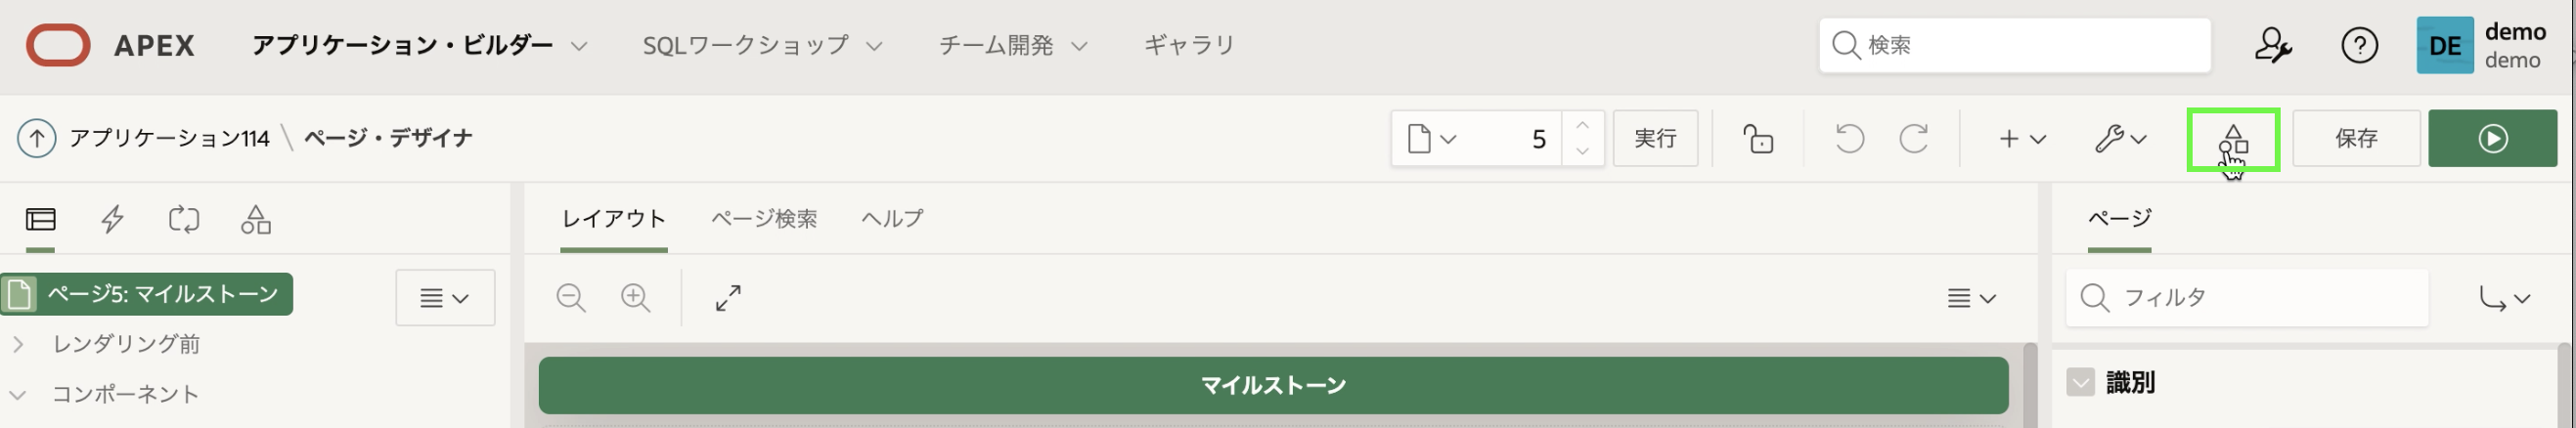 APEX アプリケーション・ビルダー SQLワークショップ チーム開発 ギャラリ 検索 DE demo
demo
アプリケーション114 \ ページ・デザイナ 5 実行 保存
レイアウト ページ検索 ヘルプ ページ
ページ5: マイルストーン フィルタ
レンダリング前
コンポーネント マイルストーン 識別